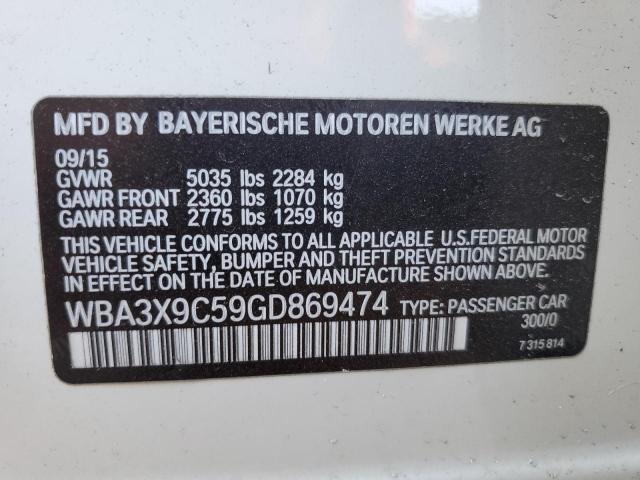 MFD BY BAYERISCHE MOTOREN WERKE AG
09/15
GVWR 5035 lbs 2284 kg
GAWR FRONT 2360 lbs 1070 kg
GAWR REAR 2775 lbs 1259 kg
THIS VEHICLE CONFORMS TO ALL APPLICABLE U.S.FEDERAL MOTOR
VEHICLE SAFETY, BUMPER AND THEFT PREVENTION STANDARDS
IN EFFECT ON THE DATE OF MANUFACTURE SHOWN ABOVE.
WBA3X9C59GD869474 TYPE: PASSENGER CAR
300/0
7 315 814